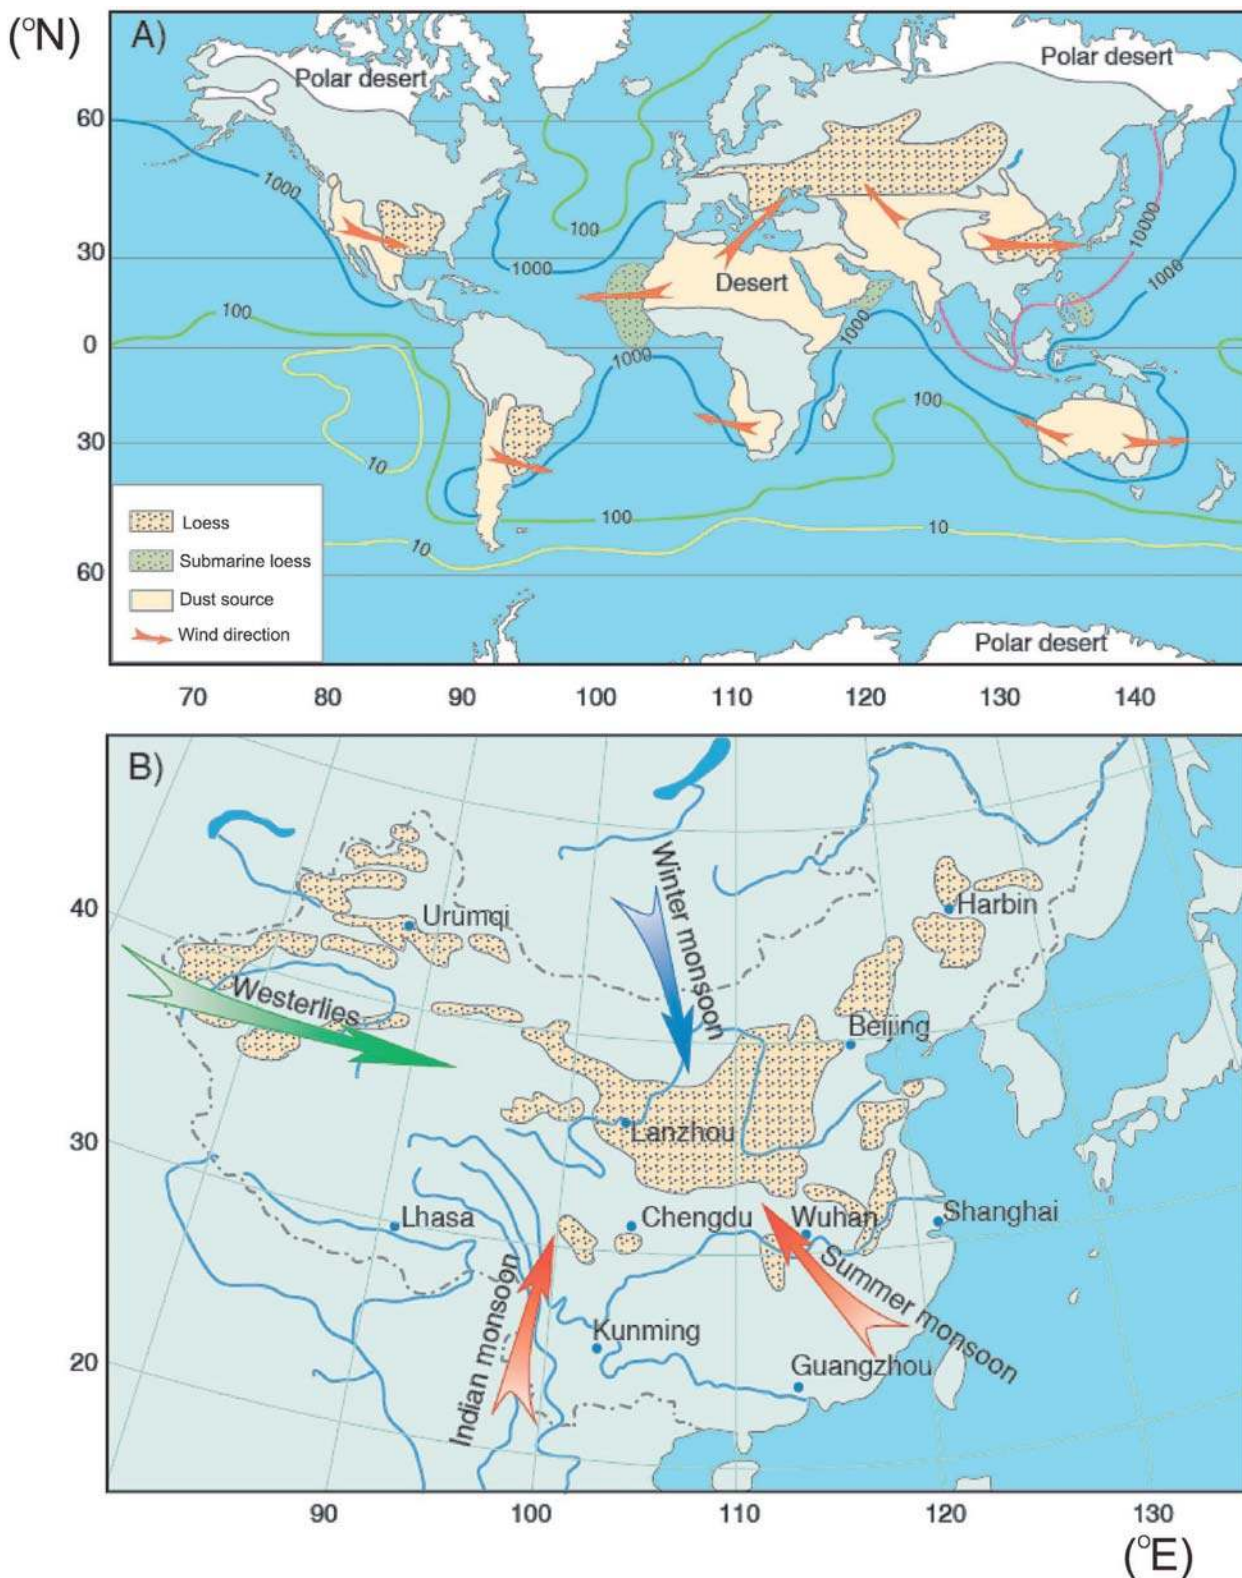 (°N)
A)
Polar desert
Polar desert
60
1000
100
10000
30
1000
Desert
1000
100
0
1000
1000
100
30
10
100
10
10
60
Loess
Submarine loess
Dust source
Wind direction
Polar desert
70 80 90 100 110 120 130 140
B)
Winter monsoon
40
Urumqi
Harbin
Westerlies
Beijing
Lanzhou
30
Lhasa
Chengdu
Wuhan
Shanghai
Indian monsoon
Summer monsoon
Kunming
20
Guangzhou
90 100 110 120 130
(°E)